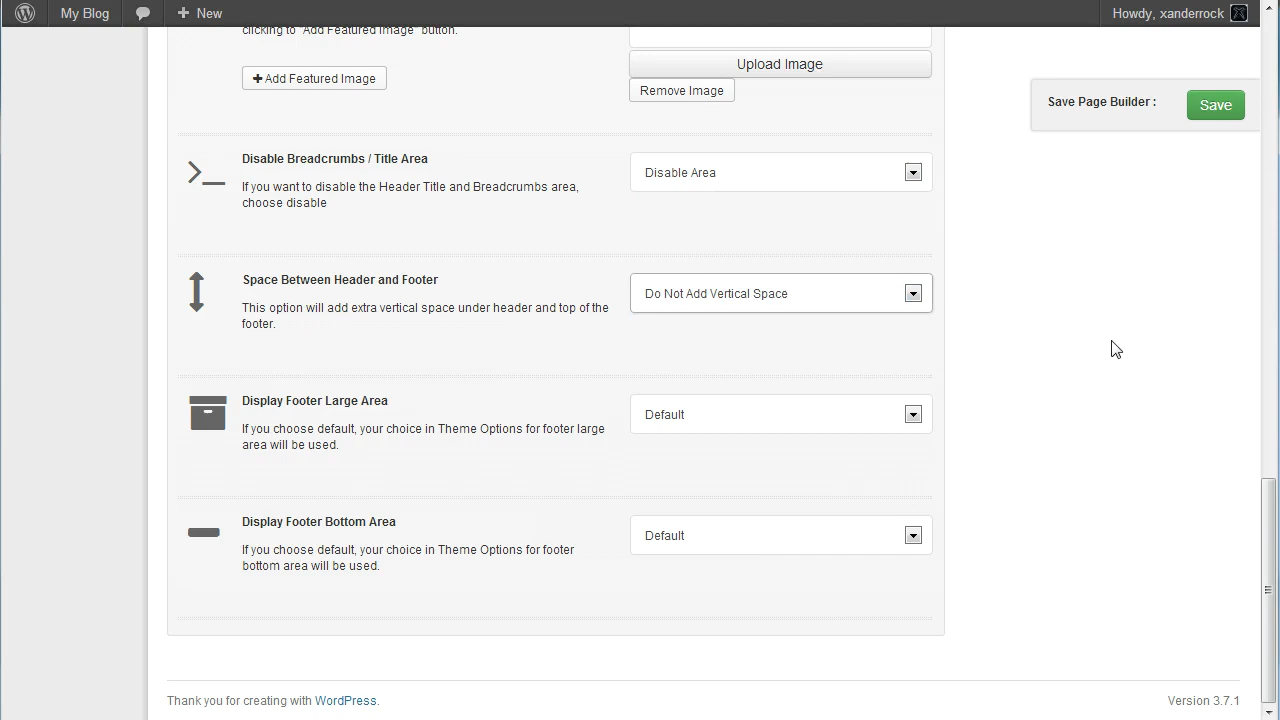 My Blog
New
Howdy, xanderrock
clicking to "Add Featured Image" button.
Add Featured Image
Upload Image
Remove Image
Save Page Builder :
Save
Disable Breadcrumbs / Title Area
If you want to disable the Header Title and Breadcrumbs area,
choose disable
Disable Area
Space Between Header and Footer
This option will add extra vertical space under header and top of the
footer.
Do Not Add Vertical Space
Display Footer Large Area
If you choose default, your choice in Theme Options for footer large
area will be used.
Default
Display Footer Bottom Area
If you choose default, your choice in Theme Options for footer
bottom area will be used.
Default
Thank you for creating with WordPress.
Version 3.7.1